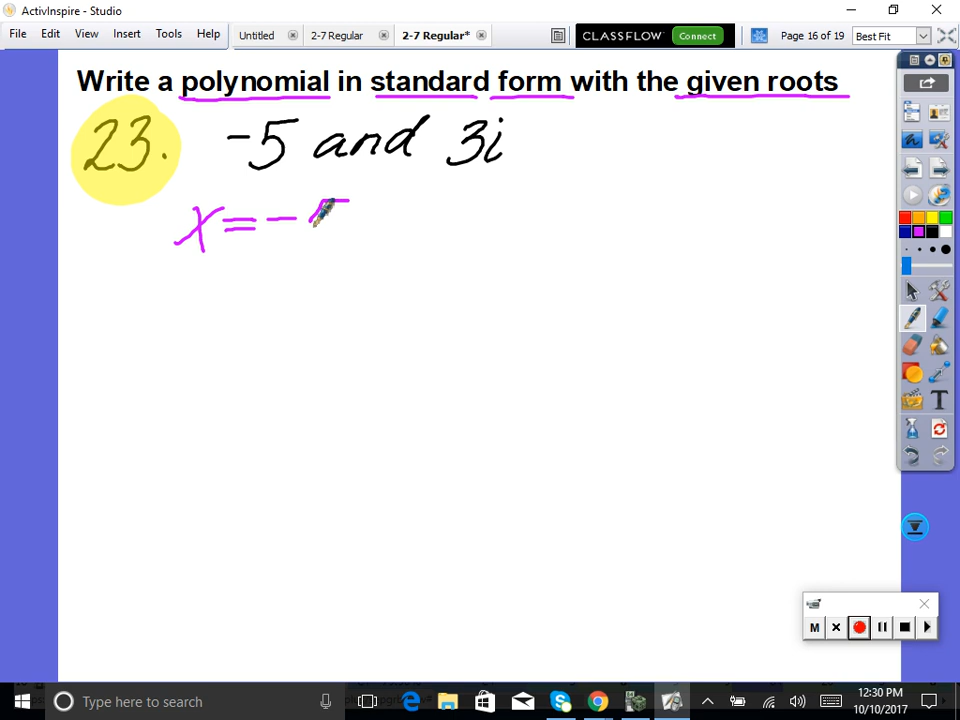 ActivInspire - Studio
File Edit View Insert Tools Help Untitled 2-7 Regular 2-7 Regular* CLASSFLOW Connect Page 16 of 19 Best Fit
Write a polynomial in standard form with the given roots
23. -5 and 3i
x = -
T
M
Type here to search
12:30 PM
10/10/2017